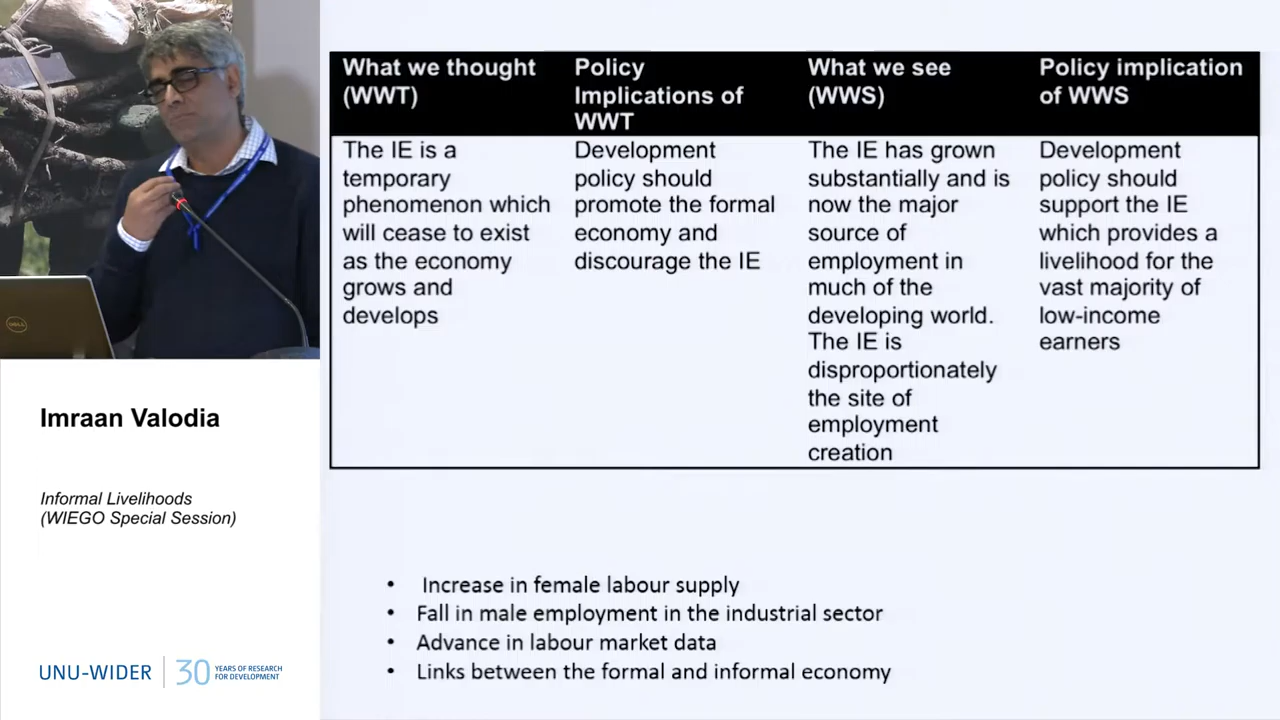 What we thought
(WWT)
Policy
Implications of
WWT
What we see
(WWS)
Policy implication
of WWS
The IE is a
temporary
phenomenon which
will cease to exist
as the economy
grows and
develops
Development
policy should
promote the formal
economy and
discourage the IE
The IE has grown
substantially and is
now the major
source of
employment in
much of the
developing world.
The IE is
disproportionately
the site of
employment
creation
Development
policy should
support the IE
which provides a
livelihood for the
vast majority of
low-income
earners
• Increase in female labour supply
• Fall in male employment in the industrial sector
• Advance in labour market data
• Links between the formal and informal economy
DELL
Imraan Valodia
Informal Livelihoods
(WIEGO Special Session)
UNU-WIDER
30 YEARS OF RESEARCH
FOR DEVELOPMENT